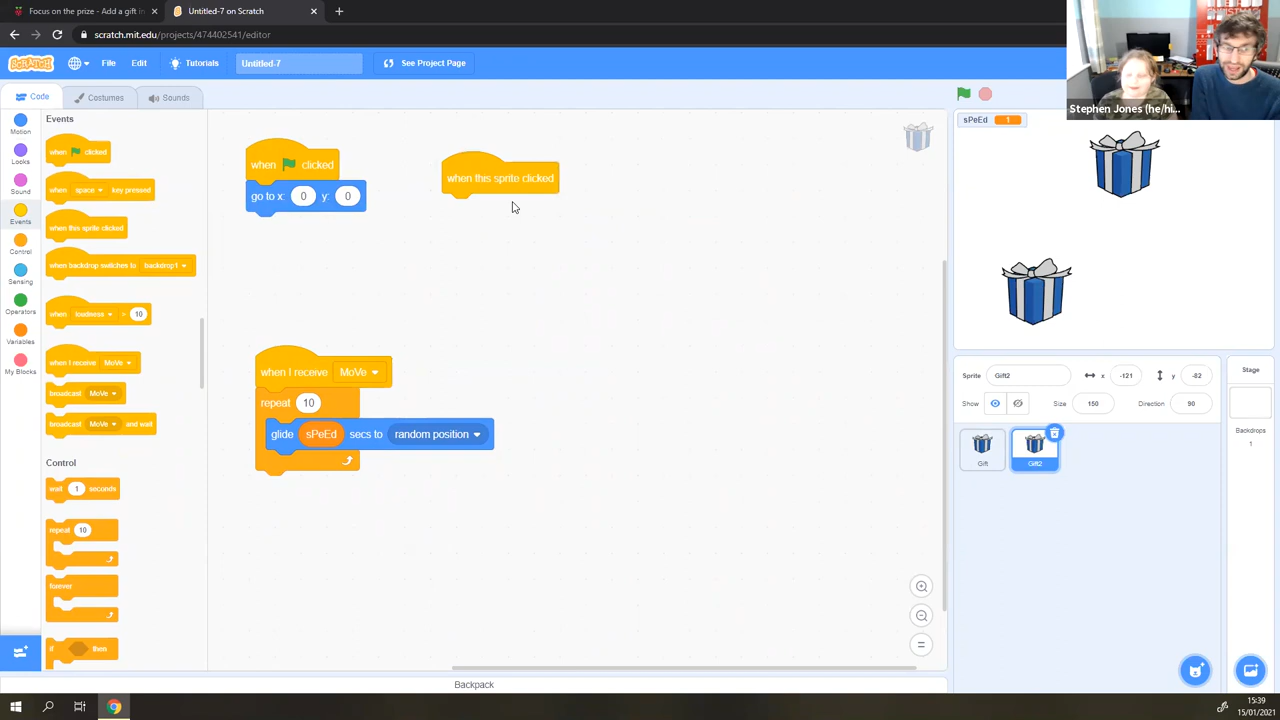 Focus on the prize - Add a gift in
Untitled-7 on Scratch
scratch.mit.edu/projects/474402541/editor
SCRATCH
File
Edit
Tutorials
Untitled-7
See Project Page
CHRISTMAS
Stephen Jones (he/hi...
Code
Costumes
Sounds
Motion
Looks
Sound
Events
Control
Sensing
Operators
Variables
My Blocks
Events
when clicked
when space key pressed
when this sprite clicked
when backdrop switches to backdrop1
when loudness > 10
when I receive MoVe
broadcast MoVe
broadcast MoVe and wait
Control
wait 1 seconds
repeat 10
forever
if then
when clicked
go to x: 0 y: 0
when this sprite clicked
when I receive MoVe
repeat 10
glide sPeEd secs to random position
sPeEd 1
Sprite Gift2 x -121 y -82
Show Size 150 Direction 90
Gift
Gift2
Stage
Backdrops
1
Backpack
15:39
15/01/2021